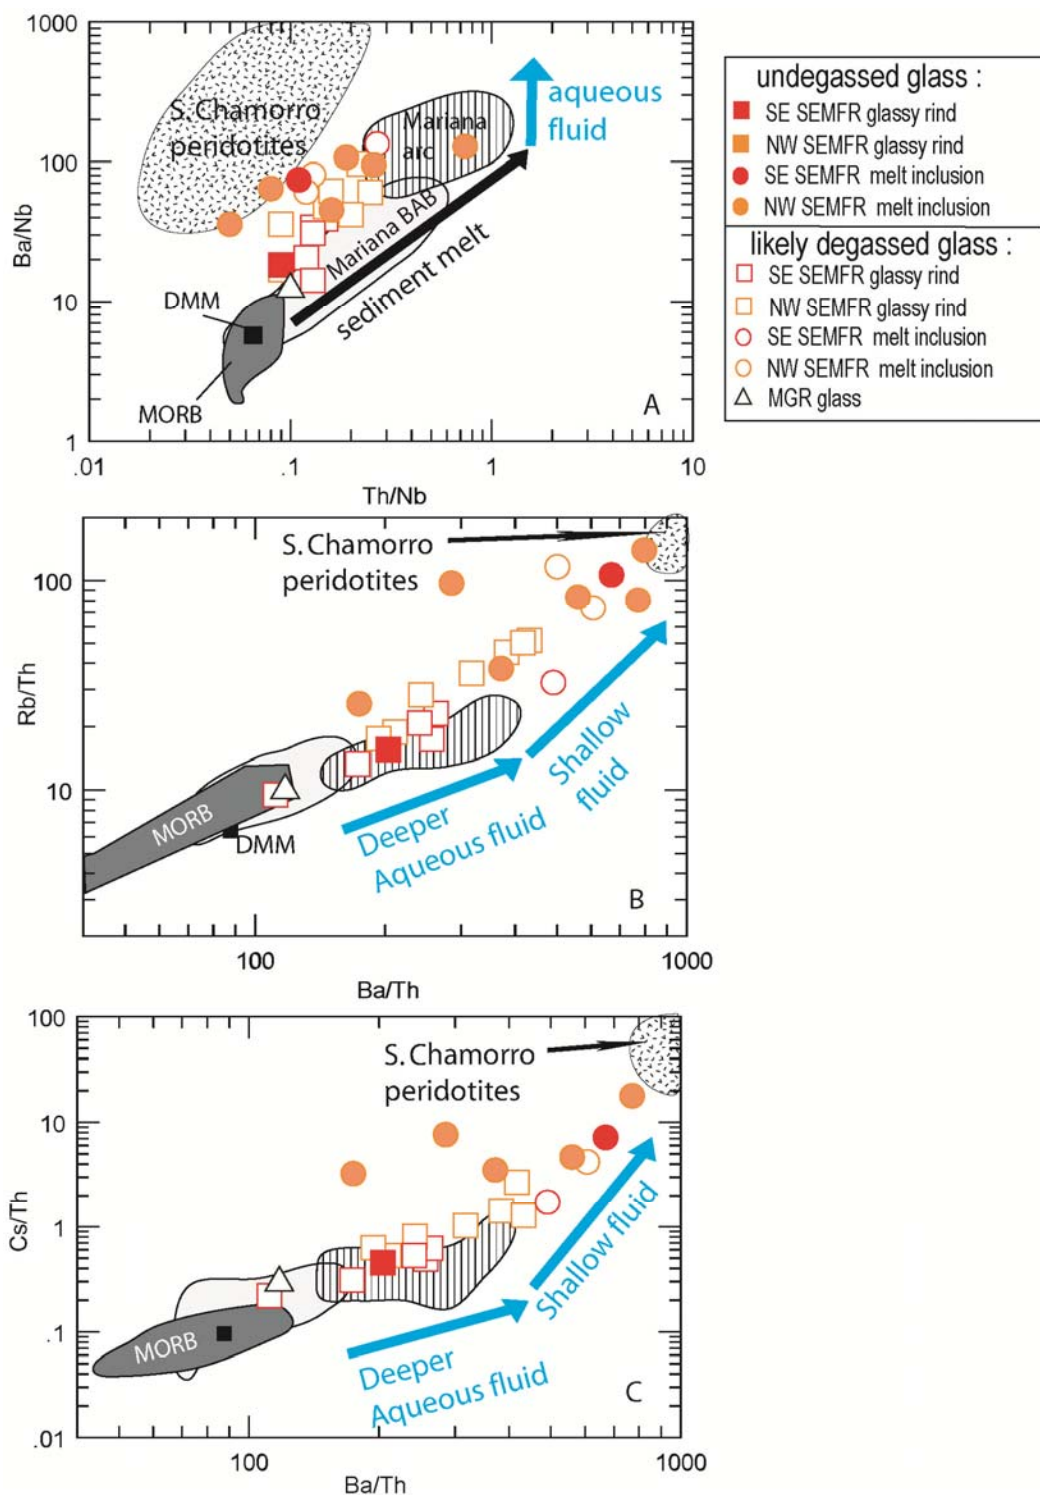 1000
100
10
1
Ba/Nb
S. Chamorro
peridotites
Mariana
arc
aqueous
fluid
Mariana BAB
sediment melt
DMM
MORB
A
.01
.1
1
10
Th/Nb
undegassed glass :
SE SEMFR glassy rind
NW SEMFR glassy rind
SE SEMFR melt inclusion
NW SEMFR melt inclusion
likely degassed glass :
SE SEMFR glassy rind
NW SEMFR glassy rind
SE SEMFR melt inclusion
NW SEMFR melt inclusion
MGR glass
100
10
Rb/Th
S. Chamorro
peridotites
MORB
DMM
Deeper
Aqueous fluid
Shallow
fluid
B
100
1000
Ba/Th
100
10
1
.1
.01
Cs/Th
S. Chamorro
peridotites
MORB
Deeper
Aqueous fluid
Shallow fluid
C
100
1000
Ba/Th